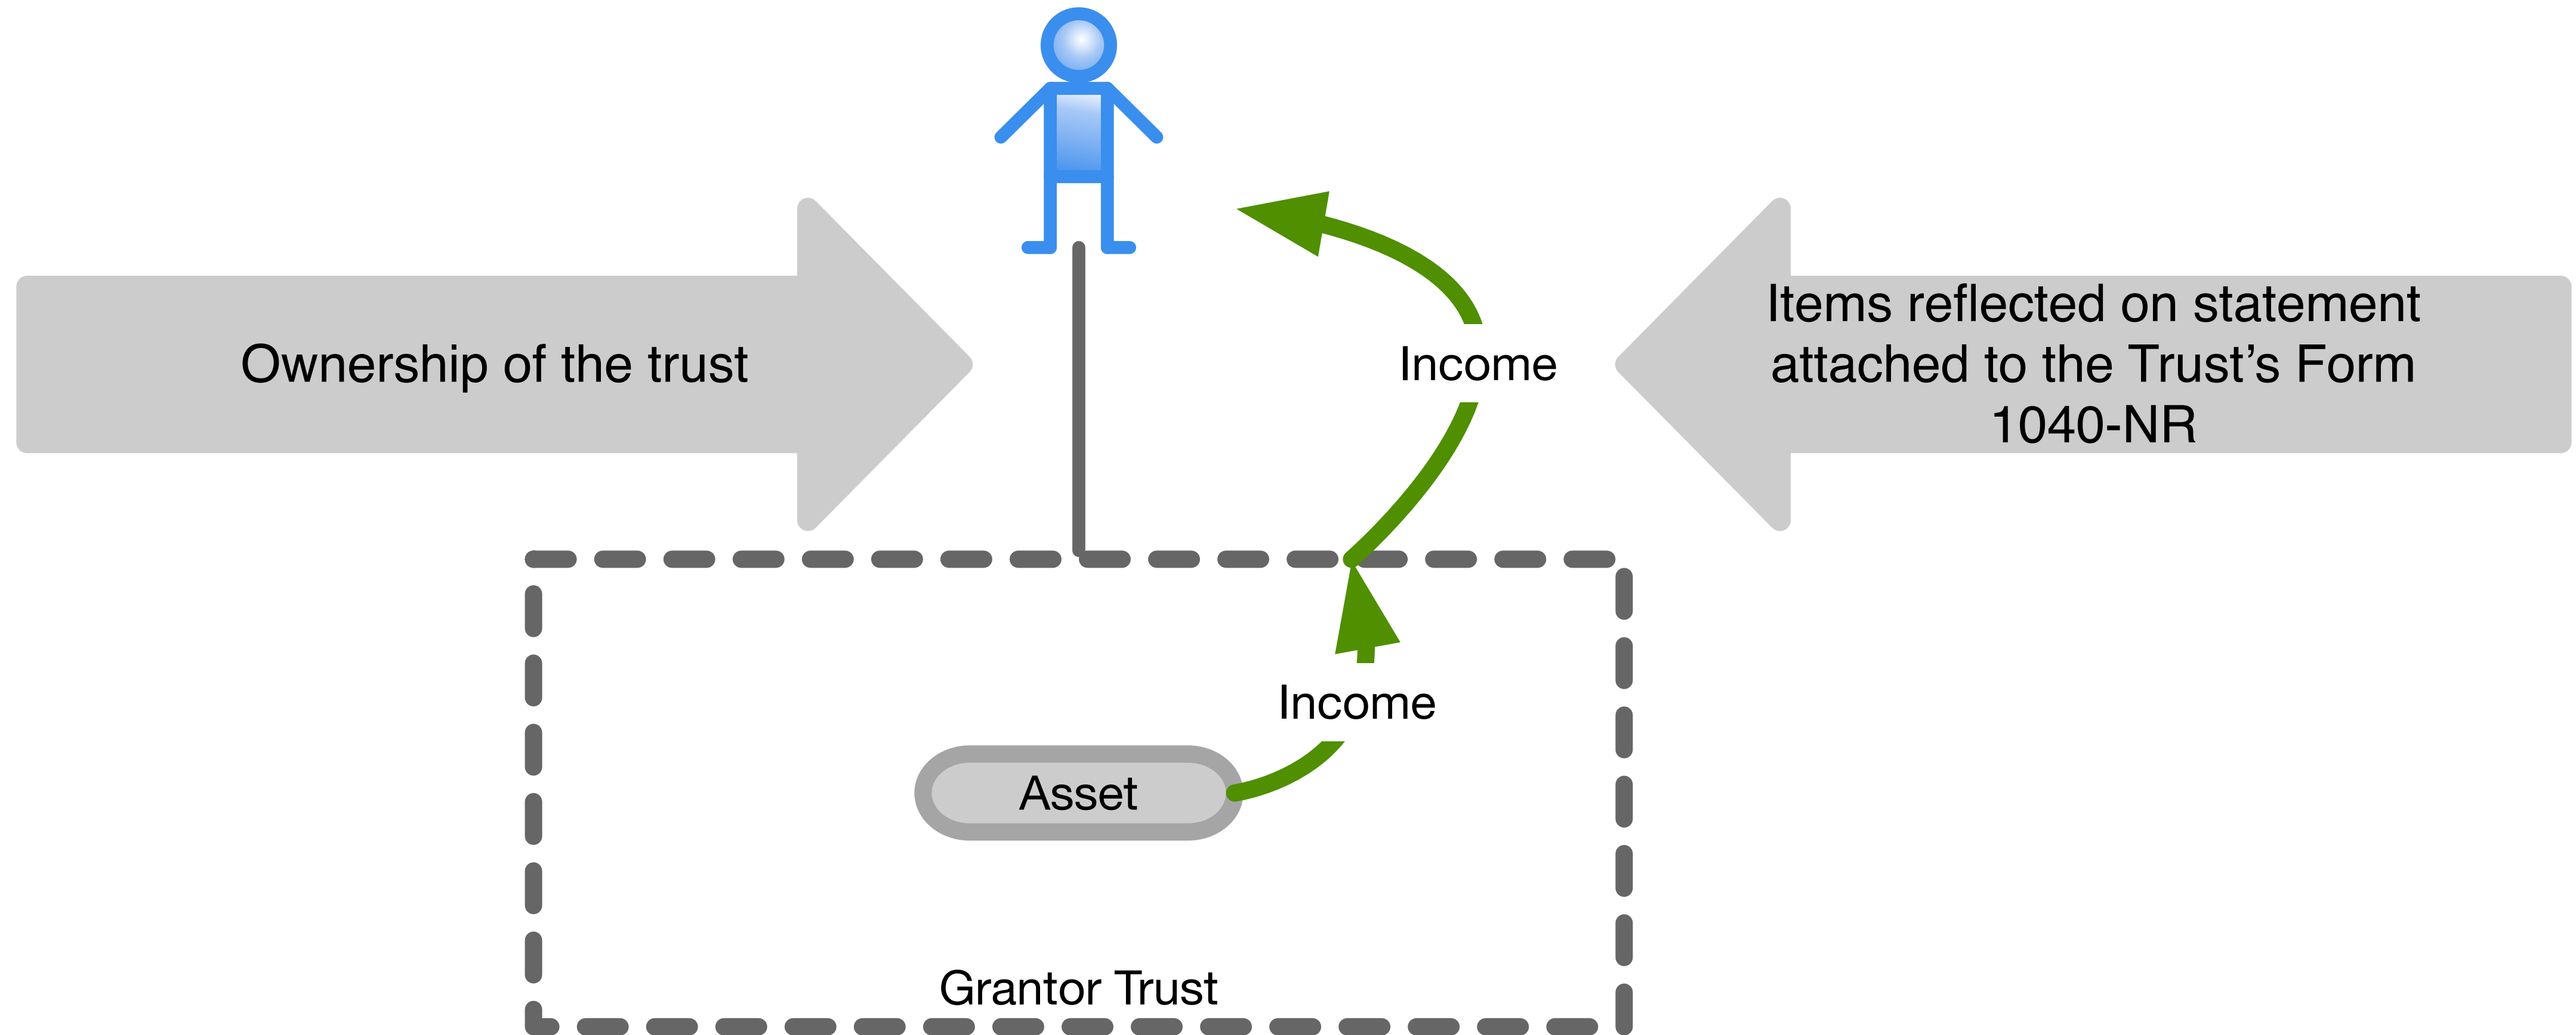 Ownership of the trust
Income
Items reflected on statement
attached to the Trust’s Form
1040-NR
Income
Asset
Grantor Trust